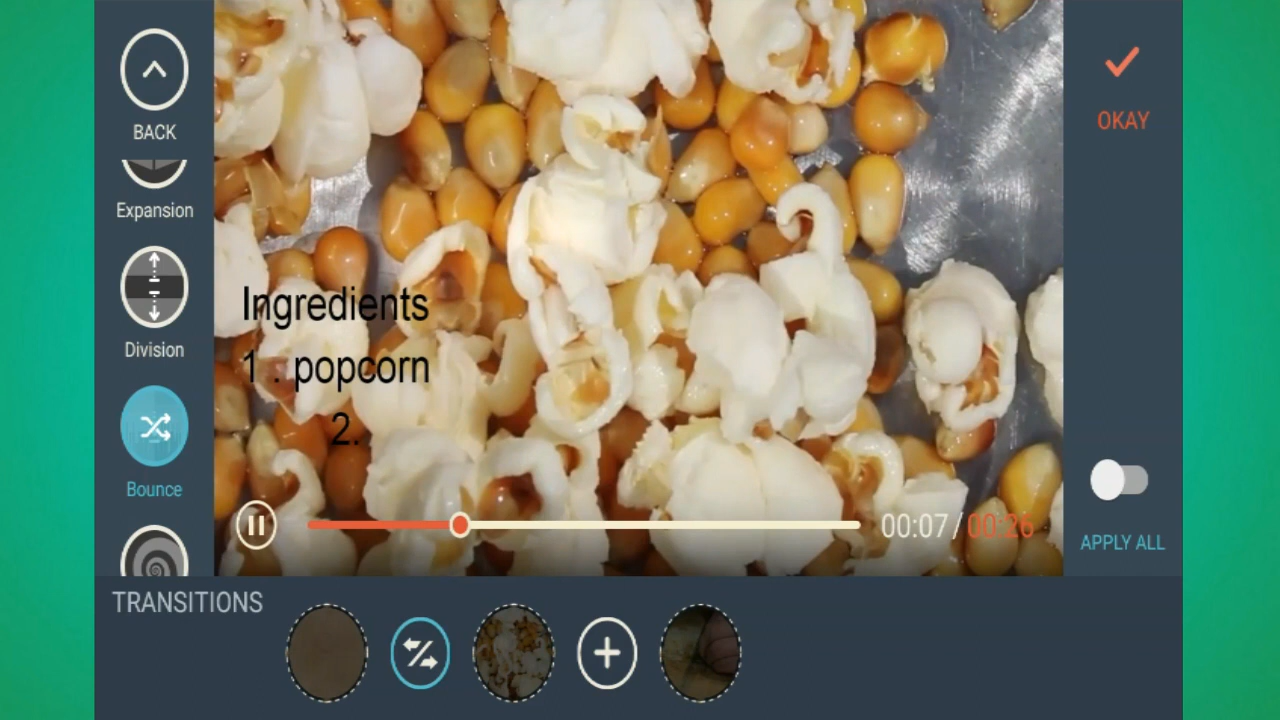 BACK
Expansion
Division
Bounce
Ingredients
1 . popcorn
2.
00:07/00:26
OKAY
APPLY ALL
TRANSITIONS